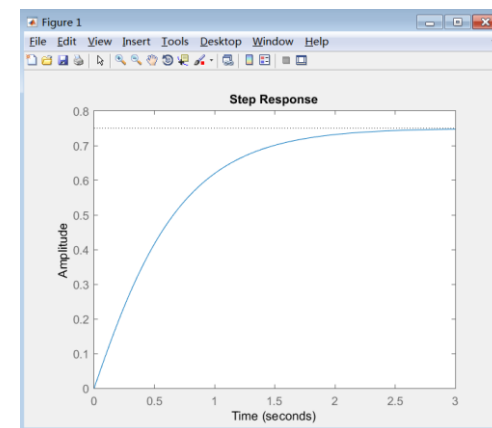 Figure 1
File Edit View Insert Tools Desktop Window Help
Step Response
0.8
0.7
0.6
0.5
0.4
0.3
0.2
0.1
0
Amplitude
0 0.5 1 1.5 2 2.5 3
Time (seconds)